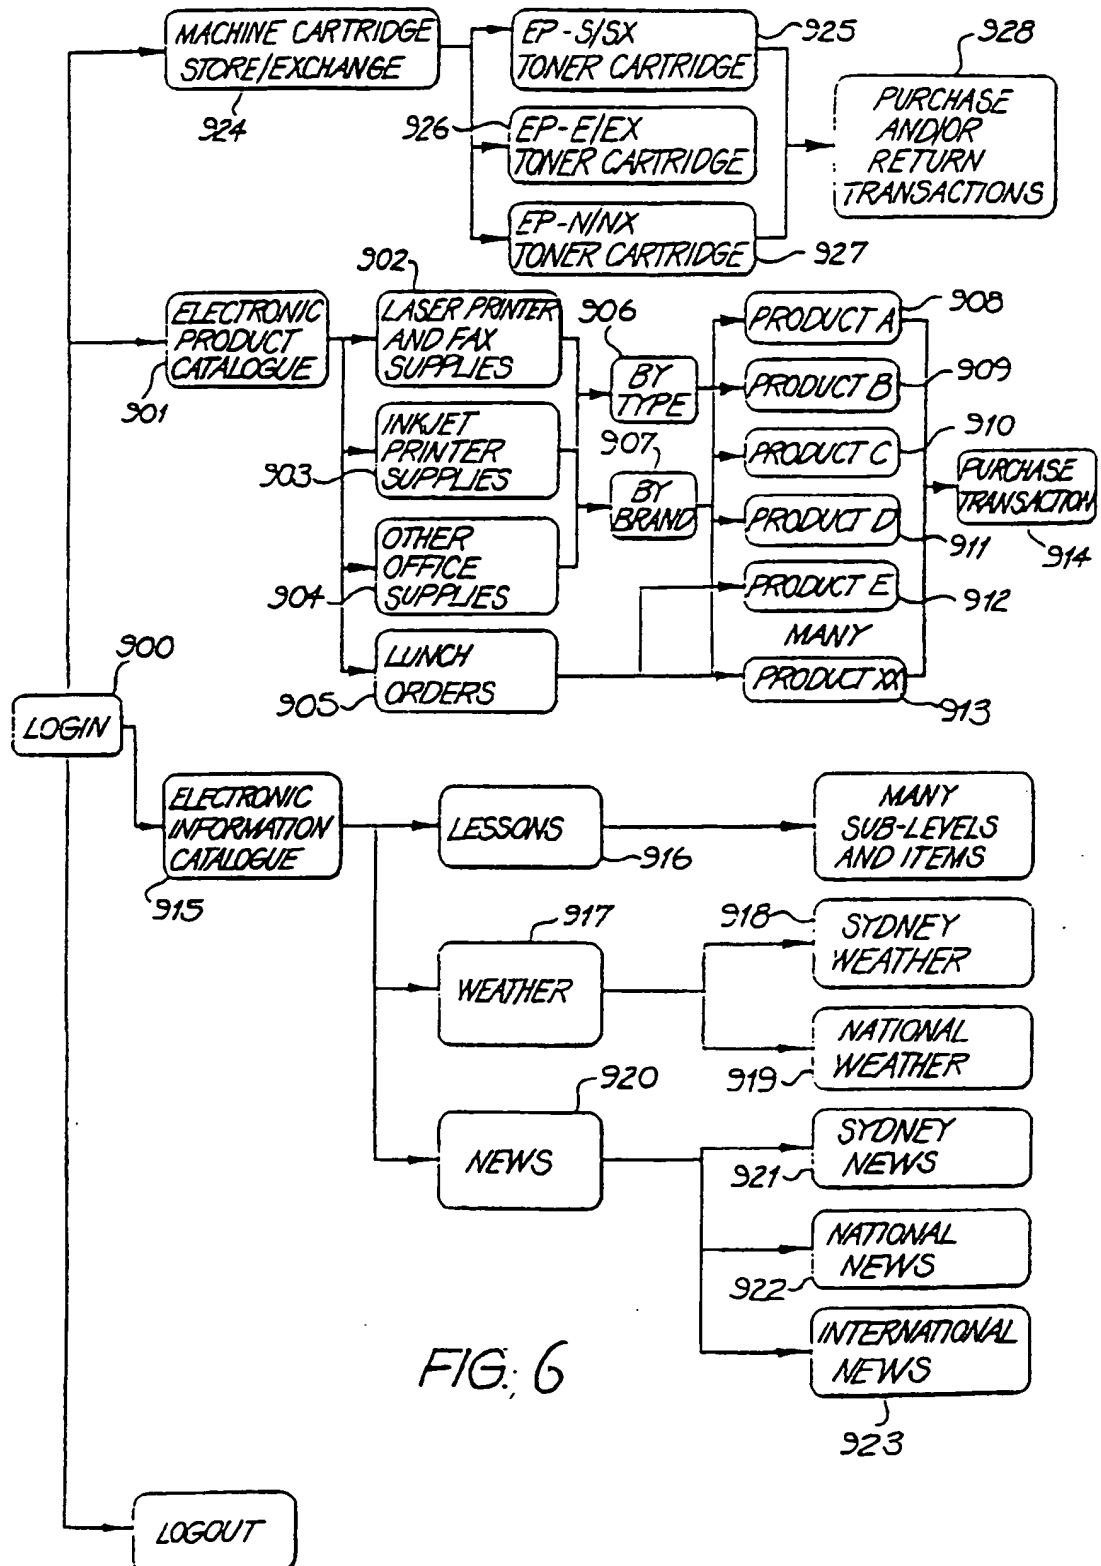 MACHINE CARTRIDGE
STORE/EXCHANGE
924
EP-S/SX
TONER CARTRIDGE
925
926
EP-E/EX
TONER CARTRIDGE
EP-N/NX
TONER CARTRIDGE
927
928
PURCHASE
AND/OR
RETURN
TRANSACTIONS
ELECTRONIC
PRODUCT
CATALOGUE
901
902
LASER PRINTER
AND FAX
SUPPLIES
INKJET
PRINTER
SUPPLIES
903
OTHER
OFFICE
SUPPLIES
904
LUNCH
ORDERS
905
906
BY
TYPE
907
BY
BRAND
PRODUCT A
908
PRODUCT B
909
PRODUCT C
910
PRODUCT D
911
PRODUCT E
912
MANY
PRODUCT XX
913
PURCHASE
TRANSACTION
914
900
LOGIN
ELECTRONIC
INFORMATION
CATALOGUE
915
LESSONS
916
MANY
SUB-LEVELS
AND ITEMS
917
WEATHER
918
SYDNEY
WEATHER
NATIONAL
WEATHER
919
920
NEWS
SYDNEY
NEWS
921
NATIONAL
NEWS
922
INTERNATIONAL
NEWS
923
FIG. 6
LOGOUT